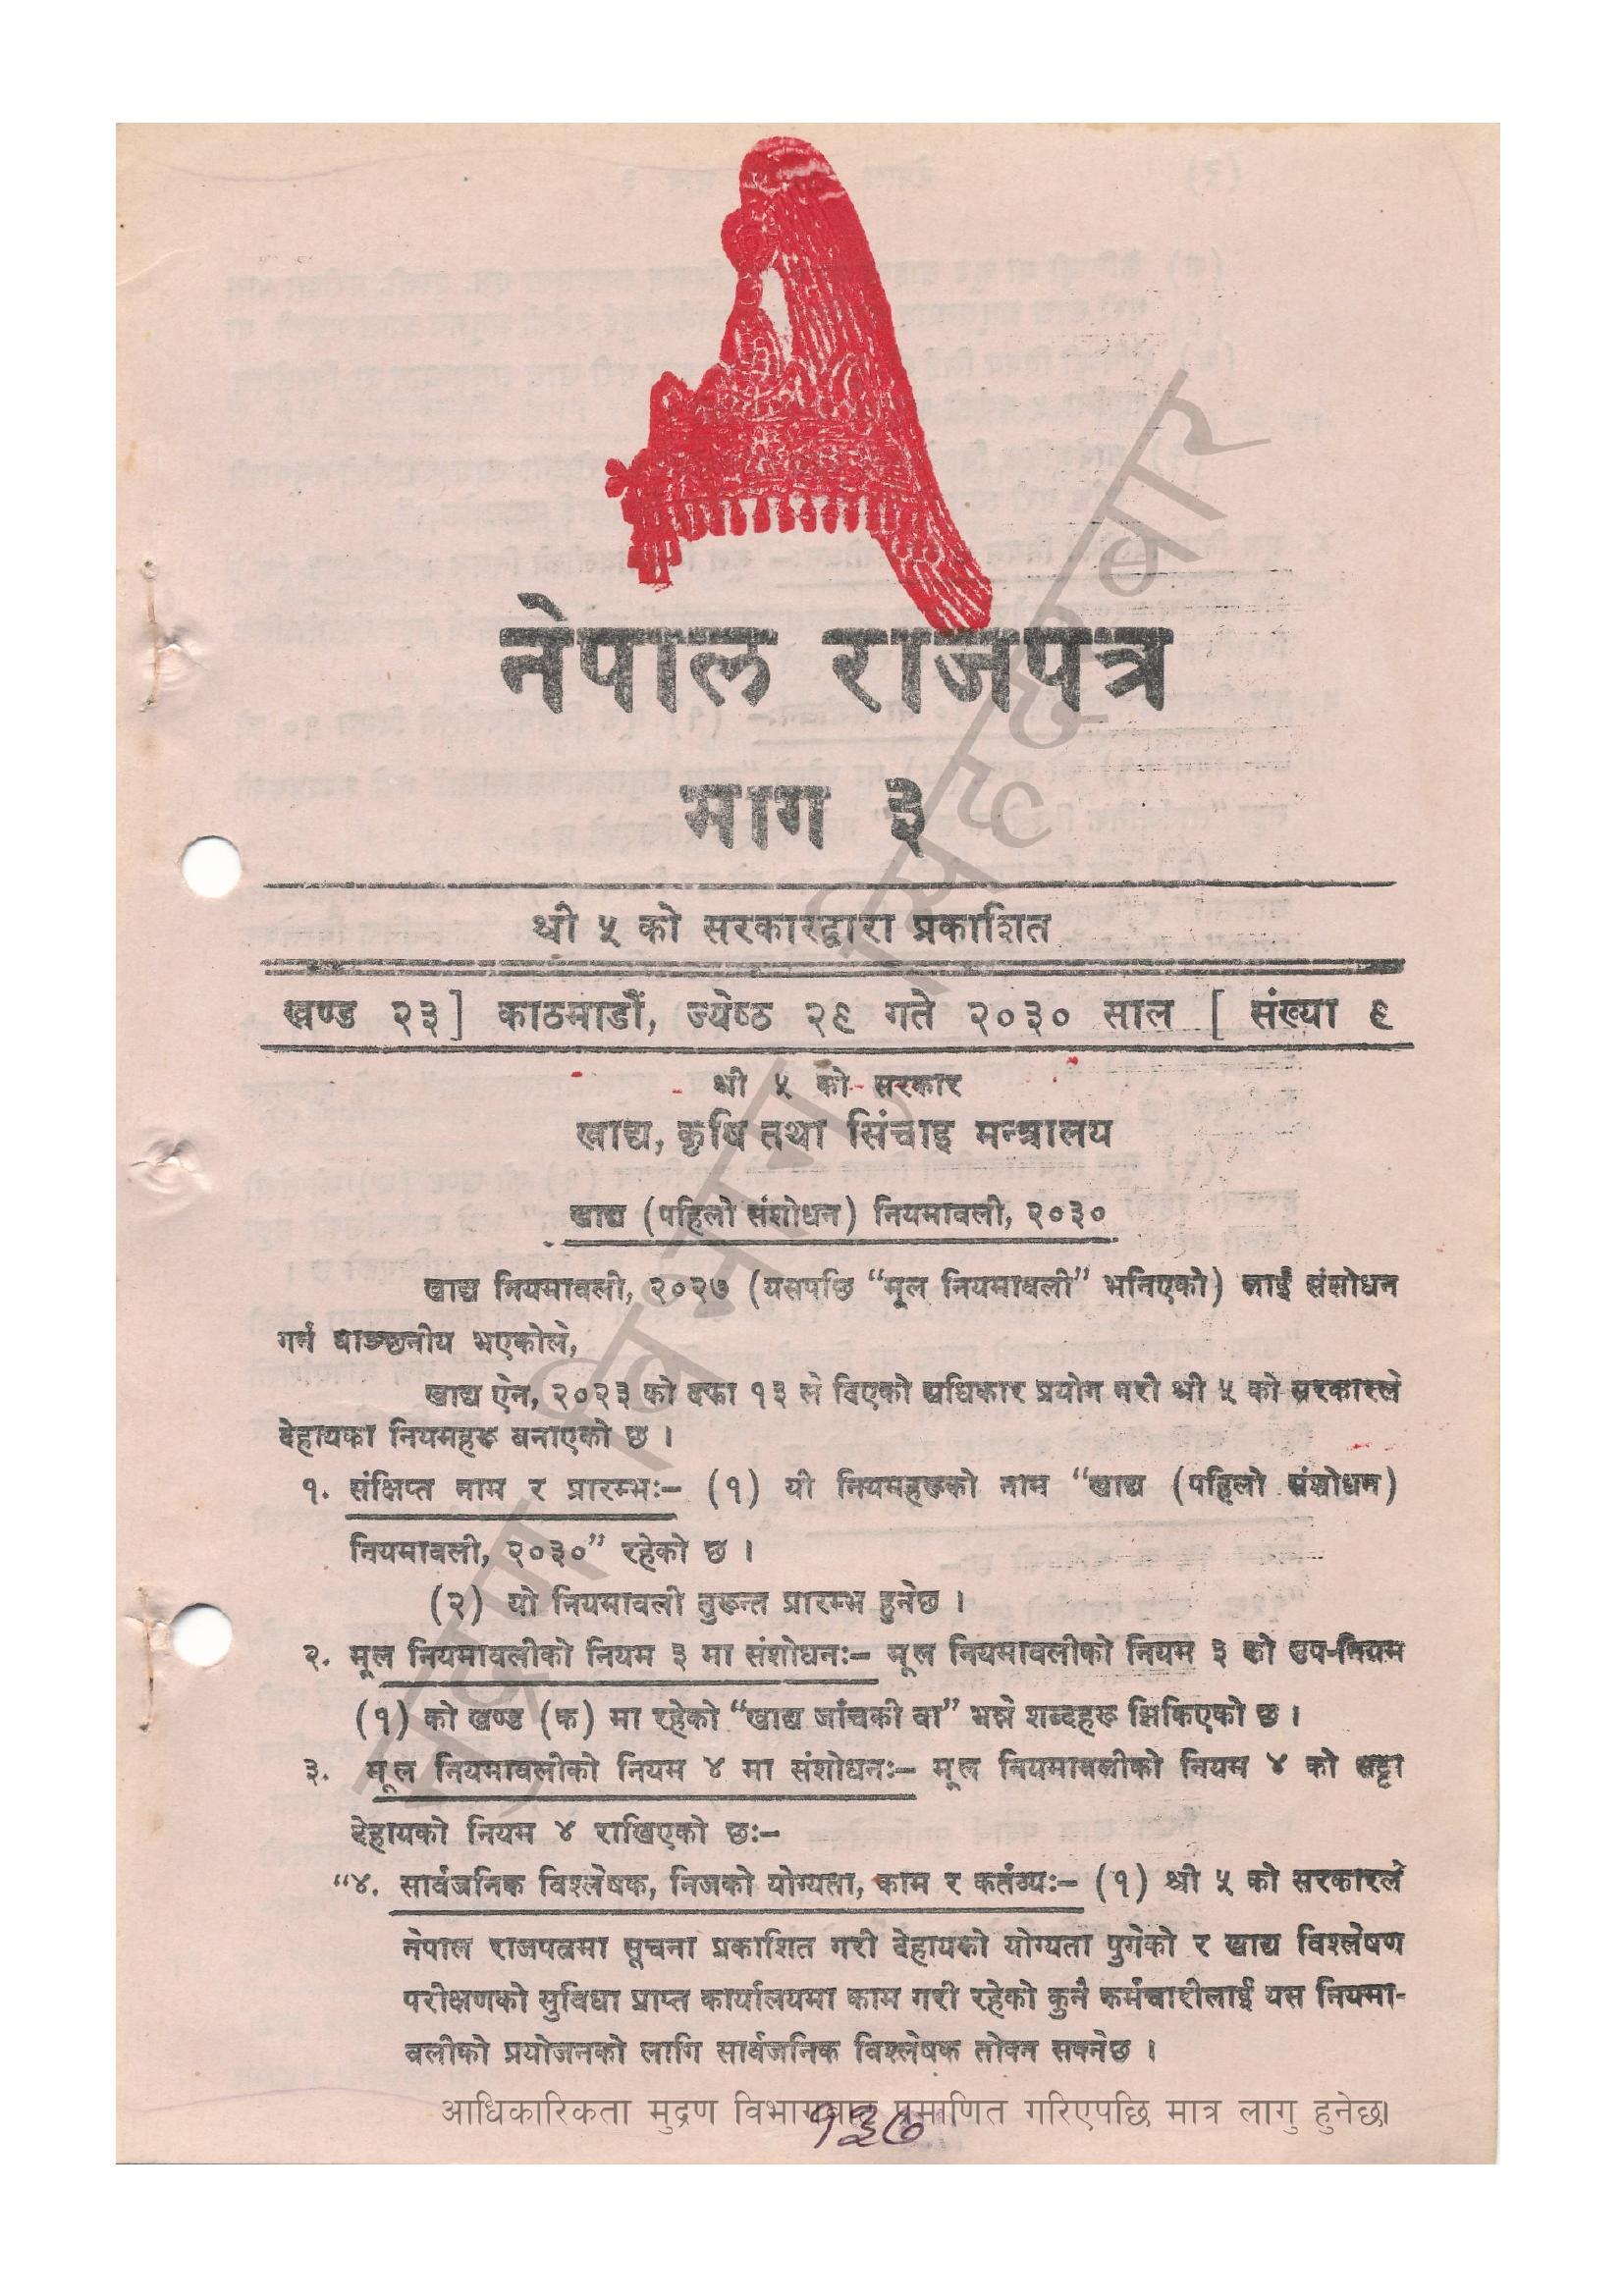 नेपाल राजपत्र
भाग ३
श्री ५ को सरकारद्वारा प्रकाशित
खण्ड २३] काठमाडौं, ज्येष्ठ २९ गते २०३० साल [ संख्या ९
श्री ५ को सरकार
खाद्य, कृषि तथा सिंचाइ मन्त्रालय
खाद्य (पहिलो संशोधन) नियमावली, २०३०
खाद्य नियमावली, २०२७ (यसपछि “मूल नियमावली” भनिएको) लाई संसोधन
गर्न वाञ्छनीय भएकोले,
खाद्य ऐन, २०२३ को दफा १३ ले दिएको अधिकार प्रयोग गरी श्री ५ को सरकारले
देहायका नियमहरू बनाएको छ ।
१. संक्षिप्त नाम र प्रारम्भः– (१) यी नियमहरूको नाम “खाद्य (पहिलो संसोधन)
नियमावली, २०३०” रहेको छ ।
(२) यो नियमावली तुरून्त प्रारम्भ हुनेछ ।
२. मूल नियमावलीको नियम ३ मा संशोधनः– मूल नियमावलीको नियम ३ को उप-नियम
(१) को खण्ड (क) मा रहेको “खाद्य जाँचकी वा” भन्ने शब्दहरू झिकिएको छ ।
३. मूल नियमावलीको नियम ४ मा संशोधनः– मूल नियमावलीको नियम ४ को सट्टा
देहायको नियम ४ राखिएको छः–
“४. सार्वजनिक विश्लेषक, निजको योग्यता, काम र कर्तव्यः– (१) श्री ५ को सरकारले
नेपाल राजपत्रमा सूचना प्रकाशित गरी देहायको योग्यता पुगेको र खाद्य विश्लेषण
परीक्षणको सुविधा प्राप्त कार्यालयमा काम गरी रहेको कुनै कर्मचारीलाई यस नियमा-
वलीको प्रयोजनको लागि सार्वजनिक विश्लेषक तोक्न सक्नेछ ।
आधिकारिकता मुद्रण विभागबाट प्रमाणित गरिएपछि मात्र लागु हुनेछ।
१३७